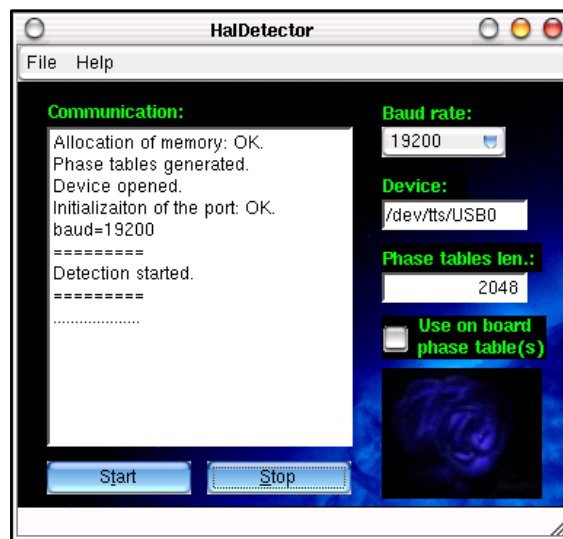 HalDetector
File Help
Communication:
Allocation of memory: OK.
Phase tables generated.
Device opened.
Initializaiton of the port: OK.
baud=19200
=========
Detection started.
=========
...................
Start
Stop
Baud rate:
19200
Device:
/dev/tts/USB0
Phase tables len.:
2048
Use on board
phase table(s)